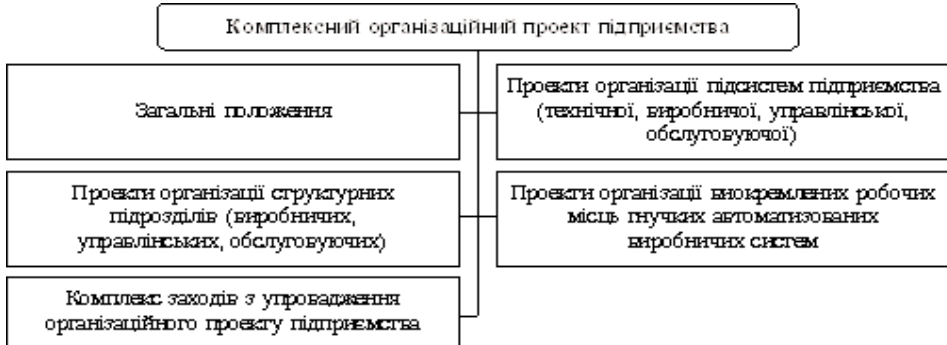 Комплексний організаційний проект підприємства
Загальні положення
Проекти організації підсистем підприємства
(технічної, виробничої, управлінської,
обслуговуючої)
Проекти організації структурних
підрозділів (виробничих,
управлінських, обслуговуючих)
Проекти організації виокремлених робочих
місць гнучких автоматизованих
виробничих систем
Комплекс заходів з упровадження
організаційного проекту підприємства